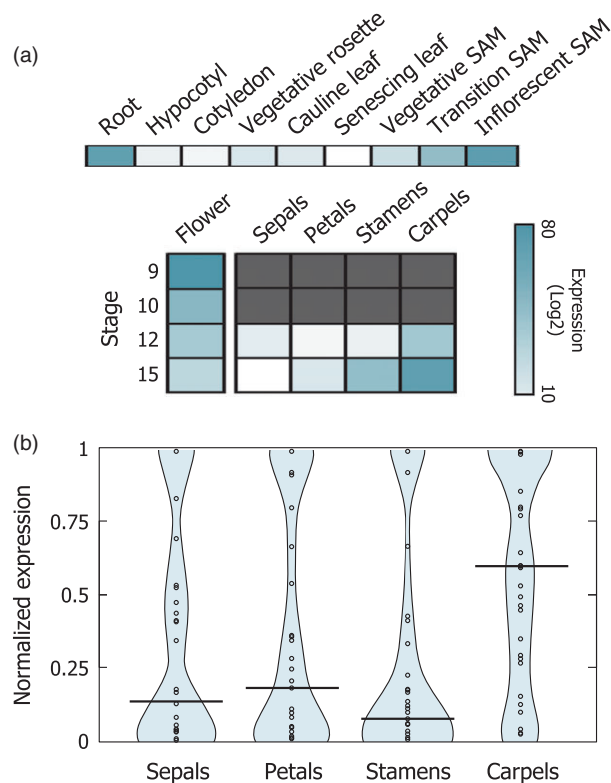 (a)
Root
Hypocotyl
Cotyledon
Vegetative rosette
Cauline leaf
Senescing leaf
Vegetative SAM
Transition SAM
Inflorescent SAM
Flower
Sepals
Petals
Stamens
Carpels
Stage
9
10
12
15
80
Expression
(Log2)
10
(b)
Normalized expression
1
0.75
0.5
0.25
0
Sepals Petals Stamens Carpels